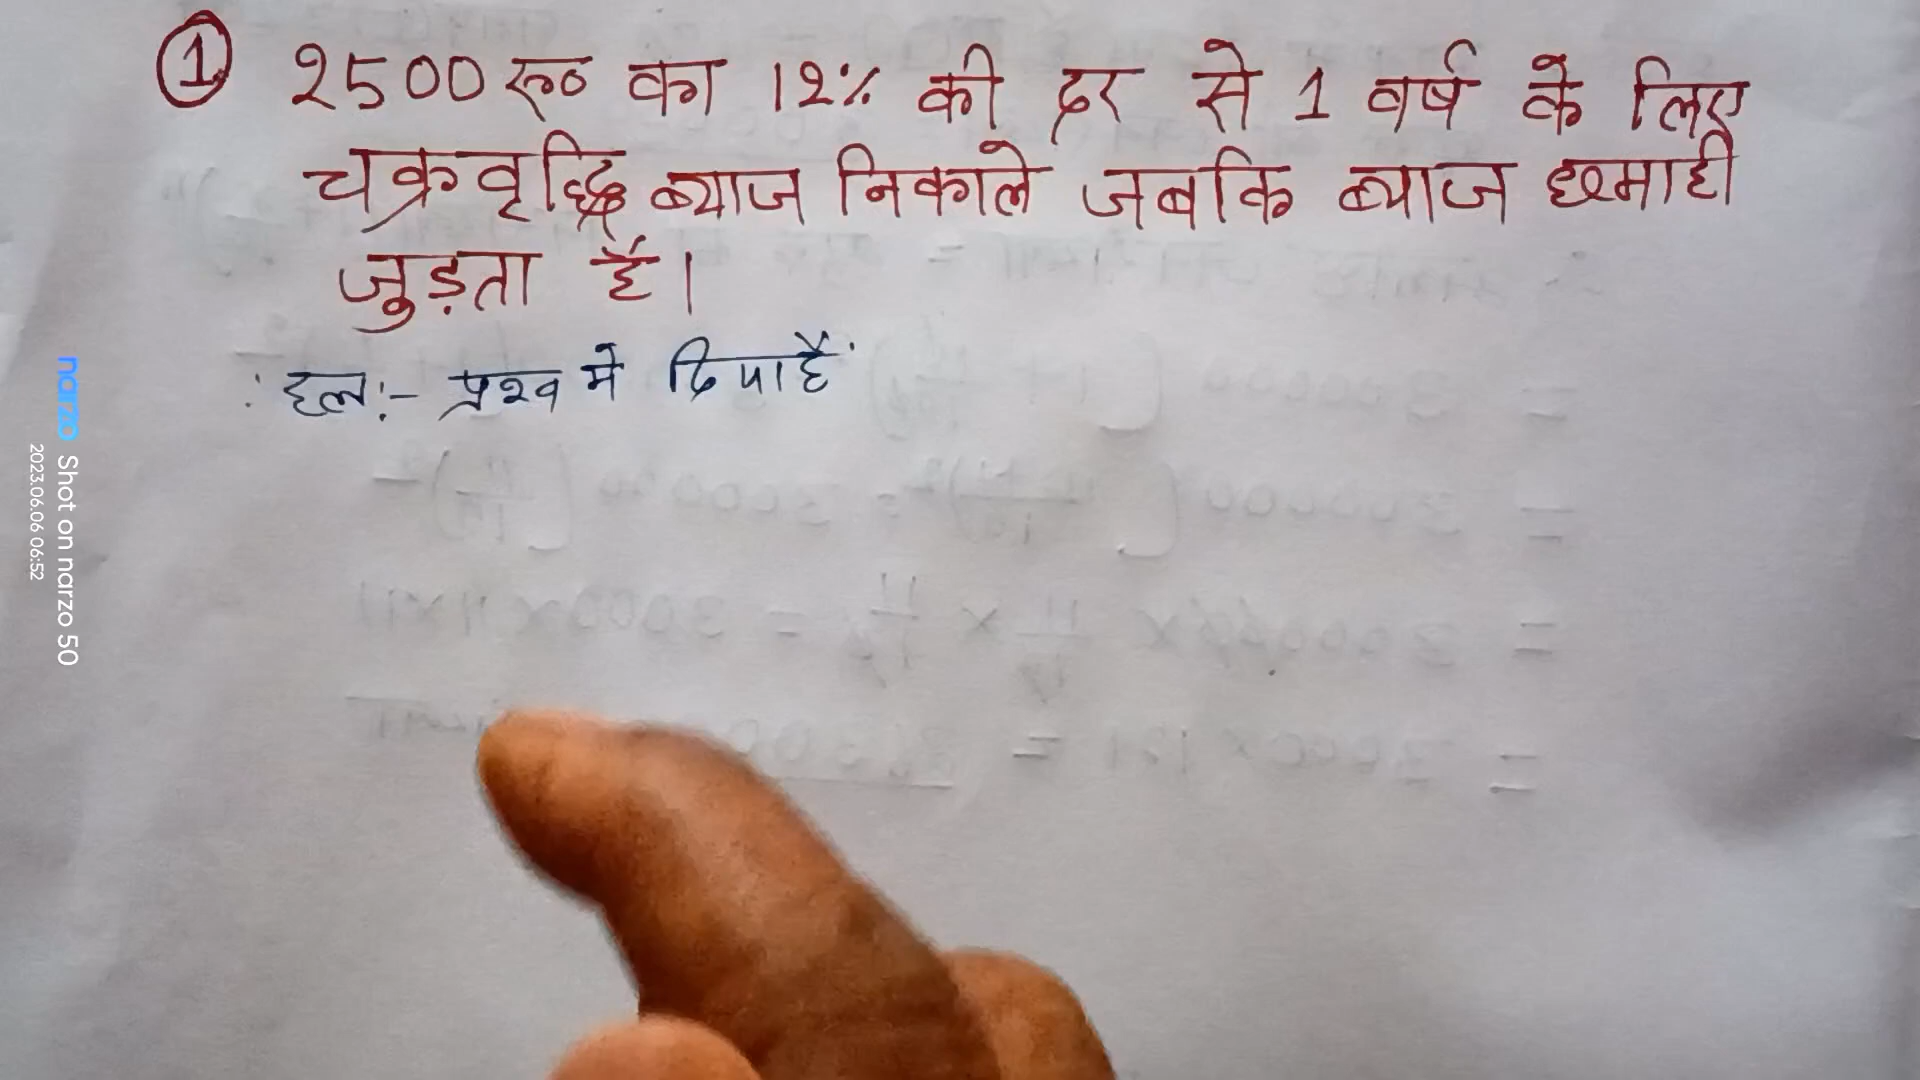 ① 2500 रू० का 12% की दर से 1 वर्ष के लिए
चक्रवृद्धि ब्याज निकाले जबकि ब्याज छमाही
जुड़ता हैं।
हल:- प्रश्न में दिया हैं
narzo Shot on narzo 50
2023.06.06 06:52